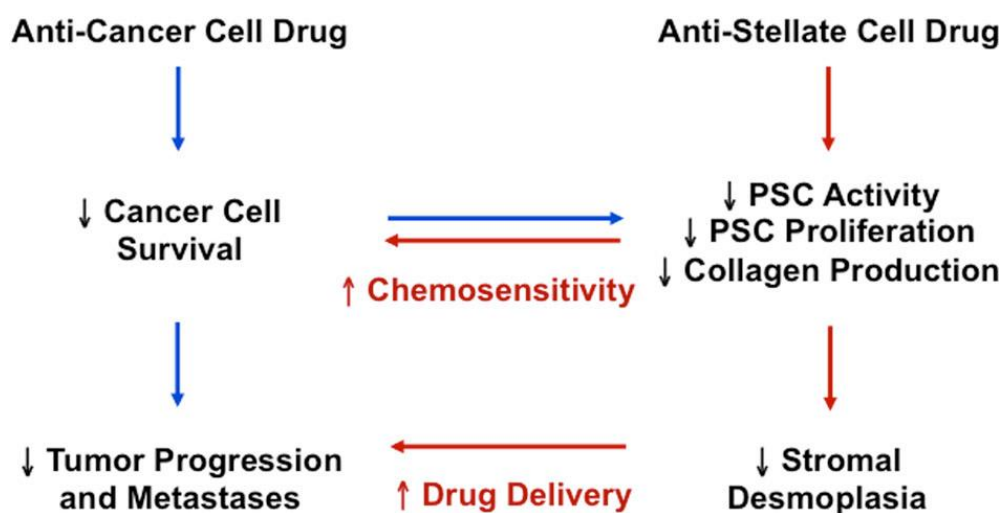 Anti-Cancer Cell Drug
Anti-Stellate Cell Drug
↓ Cancer Cell
Survival
↓ PSC Activity
↓ PSC Proliferation
↓ Collagen Production
↑ Chemosensitivity
↓ Tumor Progression
and Metastases
↑ Drug Delivery
↓ Stromal
Desmoplasia